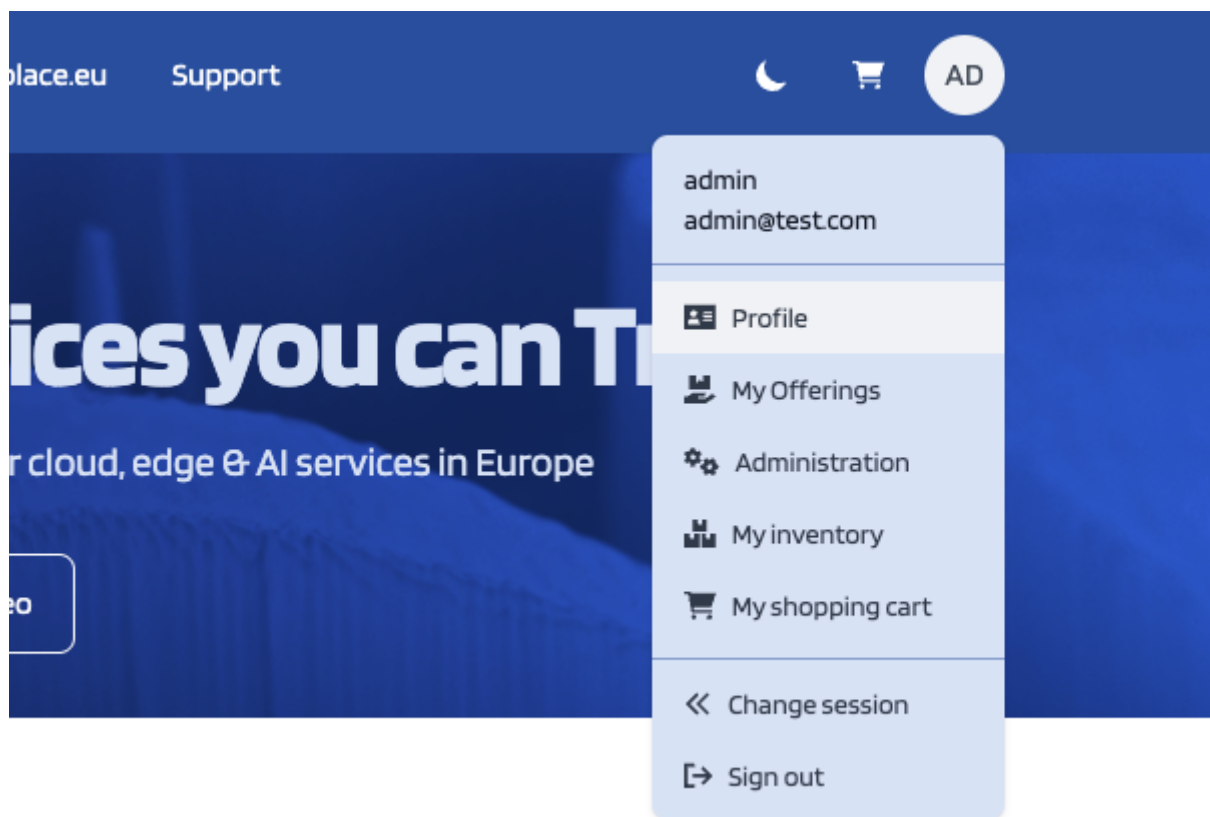 place.eu Support AD
admin
admin@test.com
Profile
ices you can
My Offerings
r cloud, edge & AI services in Europe
Administration
My inventory
eo
My shopping cart
Change session
Sign out